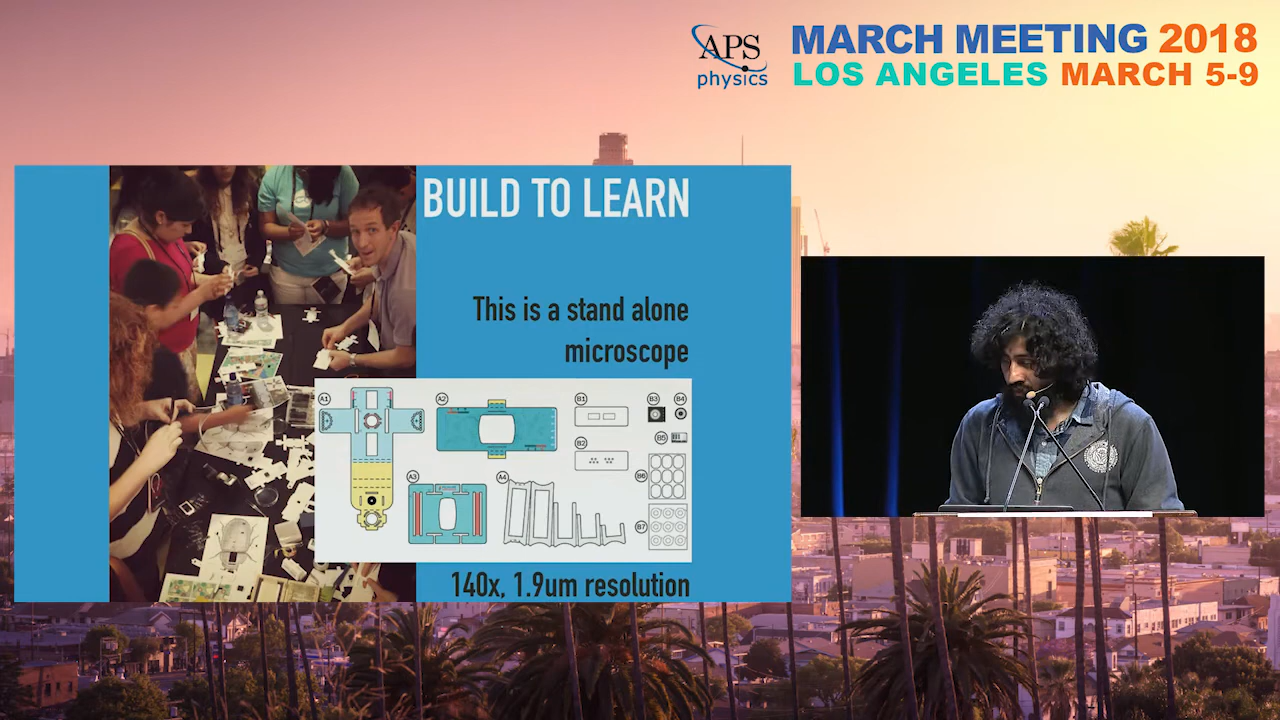 APS
physics
MARCH MEETING 2018
LOS ANGELES MARCH 5-9
BUILD TO LEARN
This is a stand alone
microscope
A1
A2
B1
B3
B4
B2
B5
A3
A4
B6
B7
140x, 1.9um resolution